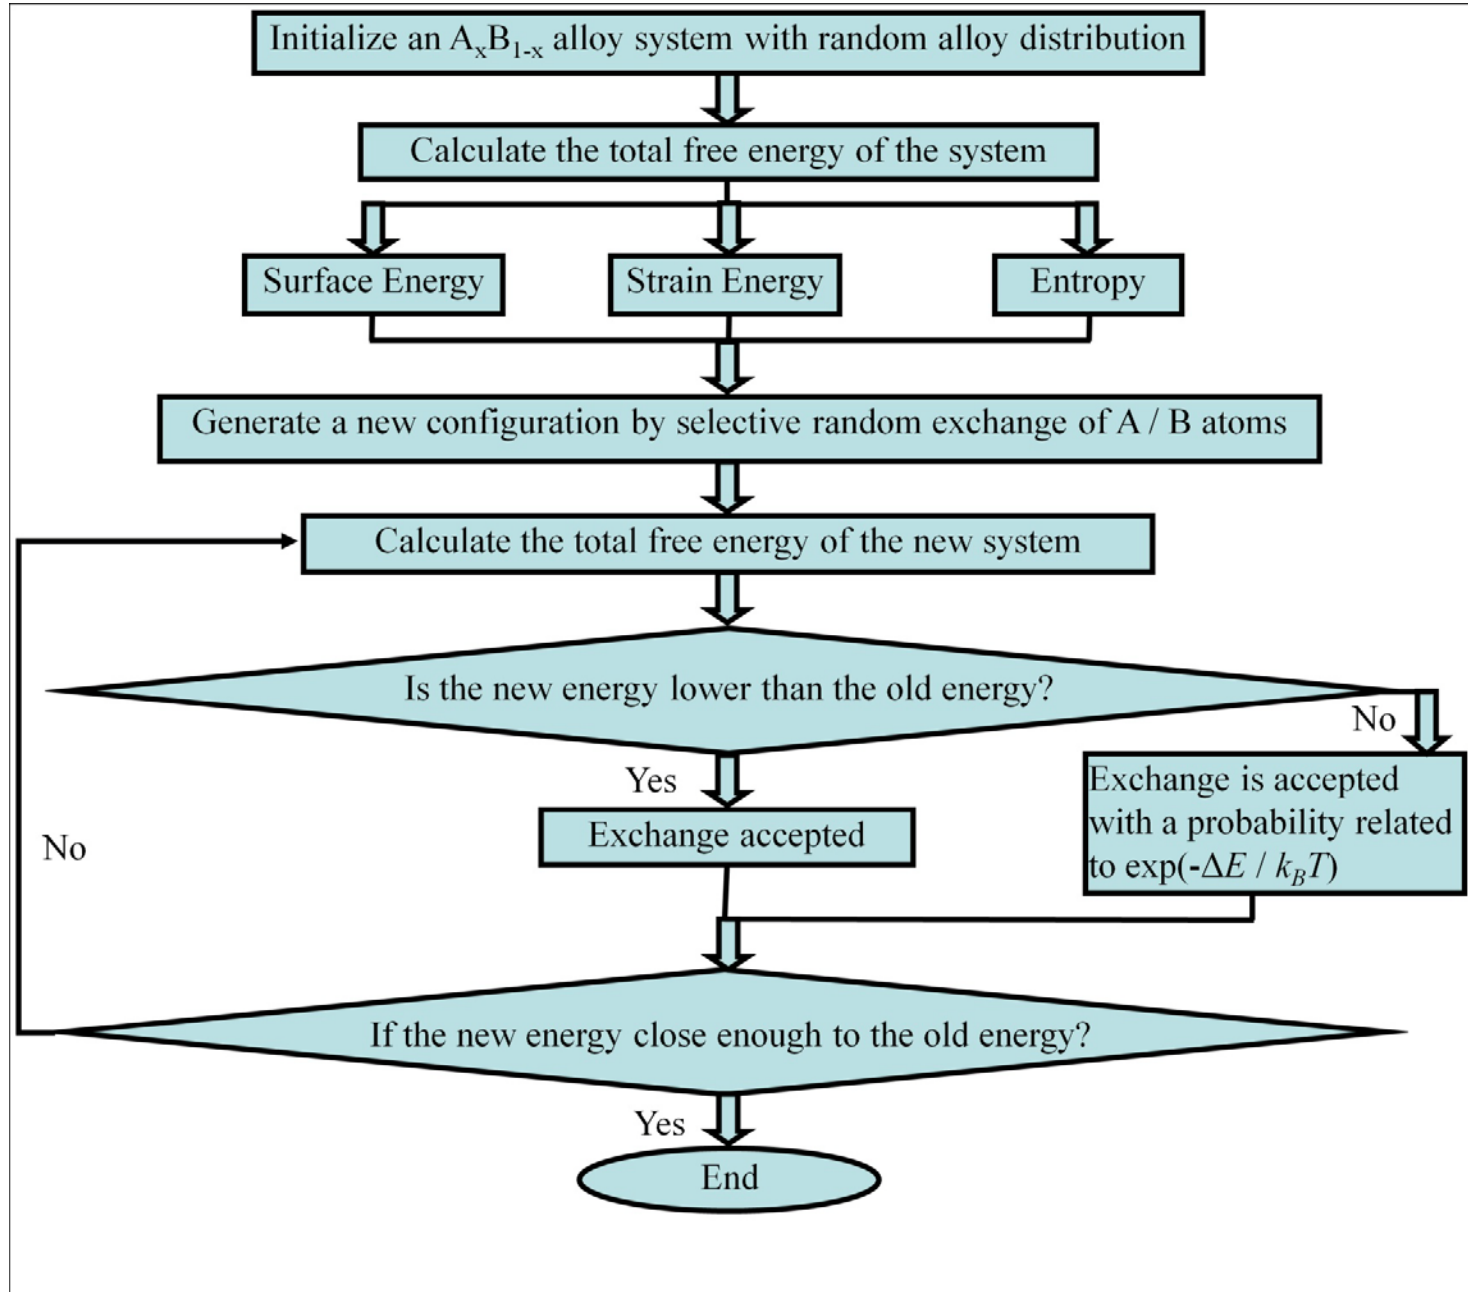 Initialize an AₓB₁₋ₓ alloy system with random alloy distribution
Calculate the total free energy of the system
Surface Energy
Strain Energy
Entropy
Generate a new configuration by selective random exchange of A / B atoms
Calculate the total free energy of the new system
Is the new energy lower than the old energy?
No
Yes
Exchange is accepted
with a probability related
to exp(-ΔE / k_BT)
Exchange accepted
No
If the new energy close enough to the old energy?
Yes
End